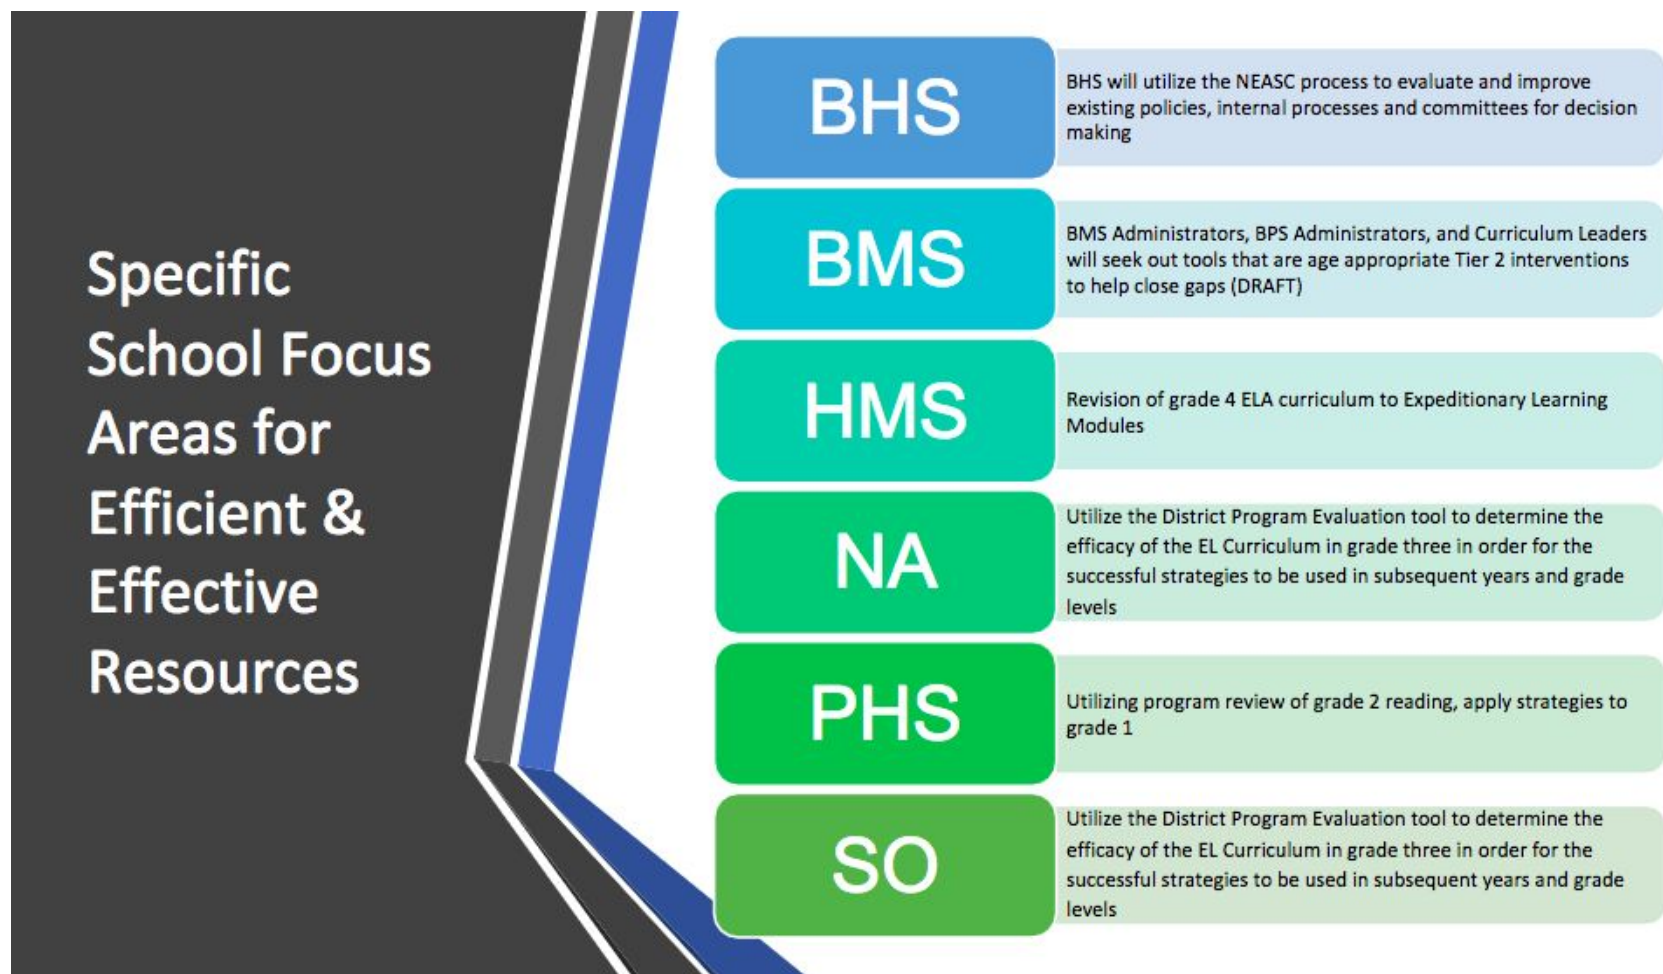 Specific
School Focus
Areas for
Efficient &
Effective
Resources
BHS
BHS will utilize the NEASC process to evaluate and improve
existing policies, internal processes and committees for decision
making
BMS
BMS Administrators, BPS Administrators, and Curriculum Leaders
will seek out tools that are age appropriate Tier 2 interventions
to help close gaps (DRAFT)
HMS
Revision of grade 4 ELA curriculum to Expeditionary Learning
Modules
NA
Utilize the District Program Evaluation tool to determine the
efficacy of the EL Curriculum in grade three in order for the
successful strategies to be used in subsequent years and grade
levels
PHS
Utilizing program review of grade 2 reading, apply strategies to
grade 1
SO
Utilize the District Program Evaluation tool to determine the
efficacy of the EL Curriculum in grade three in order for the
successful strategies to be used in subsequent years and grade
levels